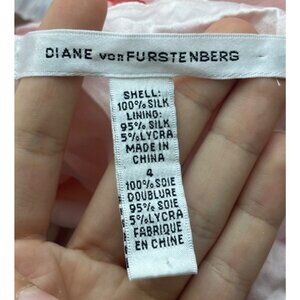 DIANE von FURSTENBERG
SHELL:
100% SILK
LINING:
95% SILK
5% LYCRA
MADE IN
CHINA
4
100% SOIE
DOUBLURE
95% SOIE
5% LYCRA
FABRIQUE
EN CHINE